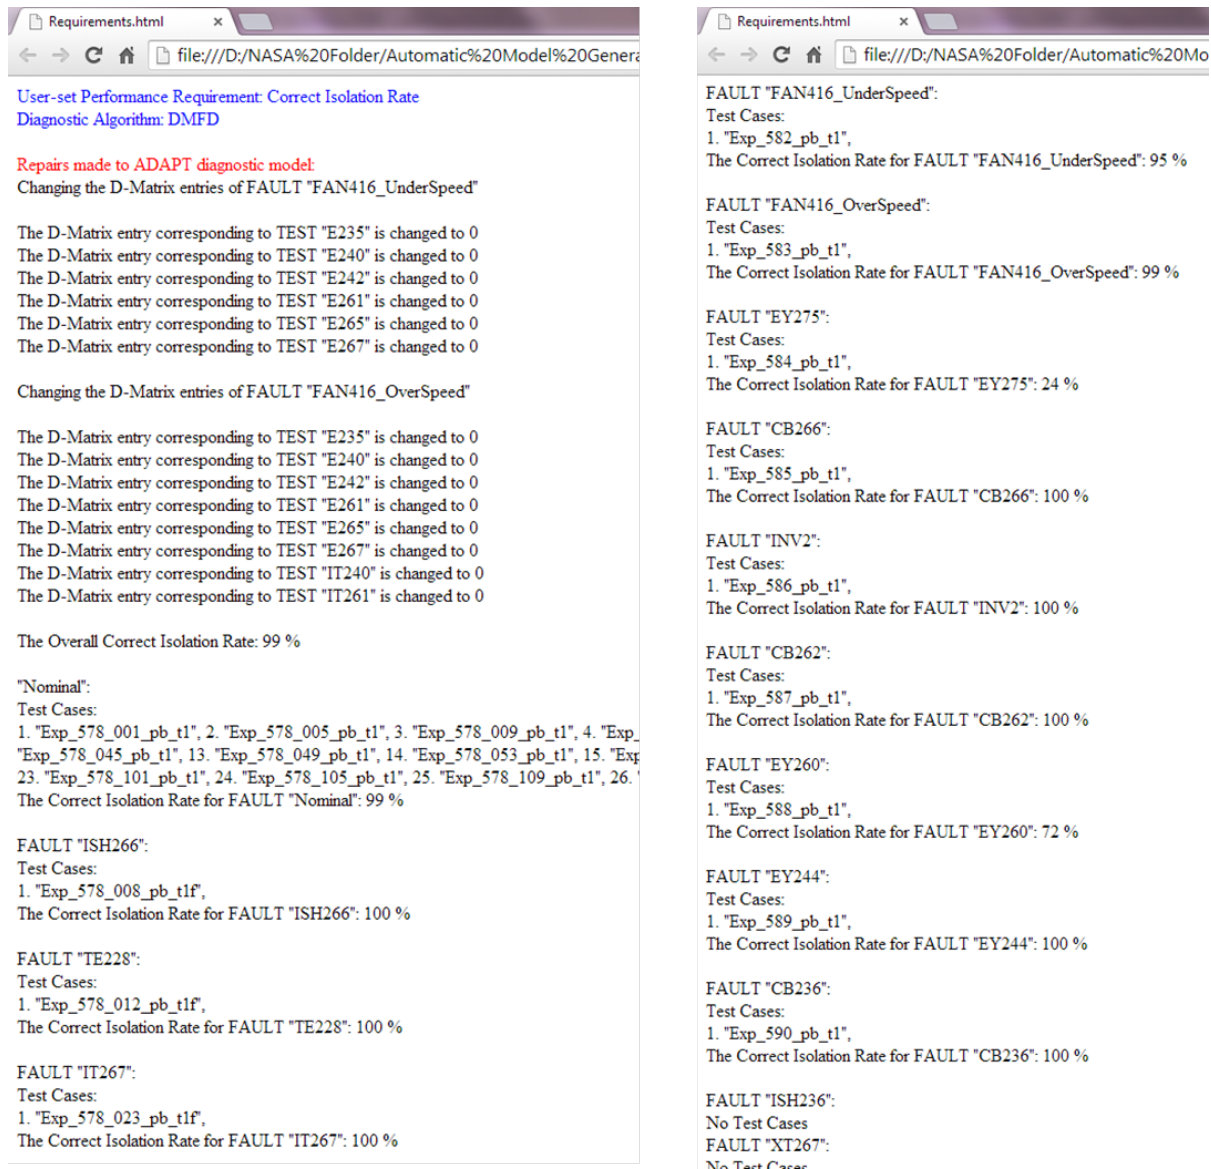 Requirements.html
file:///D:/NASA%20Folder/Automatic%20Model%20Genera
User-set Performance Requirement: Correct Isolation Rate
Diagnostic Algorithm: DMFD
Repairs made to ADAPT diagnostic model:
Changing the D-Matrix entries of FAULT "FAN416_UnderSpeed"
The D-Matrix entry corresponding to TEST "E235" is changed to 0
The D-Matrix entry corresponding to TEST "E240" is changed to 0
The D-Matrix entry corresponding to TEST "E242" is changed to 0
The D-Matrix entry corresponding to TEST "E261" is changed to 0
The D-Matrix entry corresponding to TEST "E265" is changed to 0
The D-Matrix entry corresponding to TEST "E267" is changed to 0
Changing the D-Matrix entries of FAULT "FAN416_OverSpeed"
The D-Matrix entry corresponding to TEST "E235" is changed to 0
The D-Matrix entry corresponding to TEST "E240" is changed to 0
The D-Matrix entry corresponding to TEST "E242" is changed to 0
The D-Matrix entry corresponding to TEST "E261" is changed to 0
The D-Matrix entry corresponding to TEST "E265" is changed to 0
The D-Matrix entry corresponding to TEST "E267" is changed to 0
The D-Matrix entry corresponding to TEST "IT240" is changed to 0
The D-Matrix entry corresponding to TEST "IT261" is changed to 0
The Overall Correct Isolation Rate: 99 %
"Nominal":
Test Cases:
1. "Exp_578_001_pb_t1", 2. "Exp_578_005_pb_t1", 3. "Exp_578_009_pb_t1", 4. "Exp_
"Exp_578_045_pb_t1", 13. "Exp_578_049_pb_t1", 14. "Exp_578_053_pb_t1", 15. "Exp
23. "Exp_578_101_pb_t1", 24. "Exp_578_105_pb_t1", 25. "Exp_578_109_pb_t1", 26. "
The Correct Isolation Rate for FAULT "Nominal": 99 %
FAULT "ISH266":
Test Cases:
1. "Exp_578_008_pb_t1f",
The Correct Isolation Rate for FAULT "ISH266": 100 %
FAULT "TE228":
Test Cases:
1. "Exp_578_012_pb_t1f",
The Correct Isolation Rate for FAULT "TE228": 100 %
FAULT "IT267":
Test Cases:
1. "Exp_578_023_pb_t1f",
The Correct Isolation Rate for FAULT "IT267": 100 %
Requirements.html
file:///D:/NASA%20Folder/Automatic%20Mo
FAULT "FAN416_UnderSpeed":
Test Cases:
1. "Exp_582_pb_t1",
The Correct Isolation Rate for FAULT "FAN416_UnderSpeed": 95 %
FAULT "FAN416_OverSpeed":
Test Cases:
1. "Exp_583_pb_t1",
The Correct Isolation Rate for FAULT "FAN416_OverSpeed": 99 %
FAULT "EY275":
Test Cases:
1. "Exp_584_pb_t1",
The Correct Isolation Rate for FAULT "EY275": 24 %
FAULT "CB266":
Test Cases:
1. "Exp_585_pb_t1",
The Correct Isolation Rate for FAULT "CB266": 100 %
FAULT "INV2":
Test Cases:
1. "Exp_586_pb_t1",
The Correct Isolation Rate for FAULT "INV2": 100 %
FAULT "CB262":
Test Cases:
1. "Exp_587_pb_t1",
The Correct Isolation Rate for FAULT "CB262": 100 %
FAULT "EY260":
Test Cases:
1. "Exp_588_pb_t1",
The Correct Isolation Rate for FAULT "EY260": 72 %
FAULT "EY244":
Test Cases:
1. "Exp_589_pb_t1",
The Correct Isolation Rate for FAULT "EY244": 100 %
FAULT "CB236":
Test Cases:
1. "Exp_590_pb_t1",
The Correct Isolation Rate for FAULT "CB236": 100 %
FAULT "ISH236":
No Test Cases
FAULT "XT267":
No Test Cases